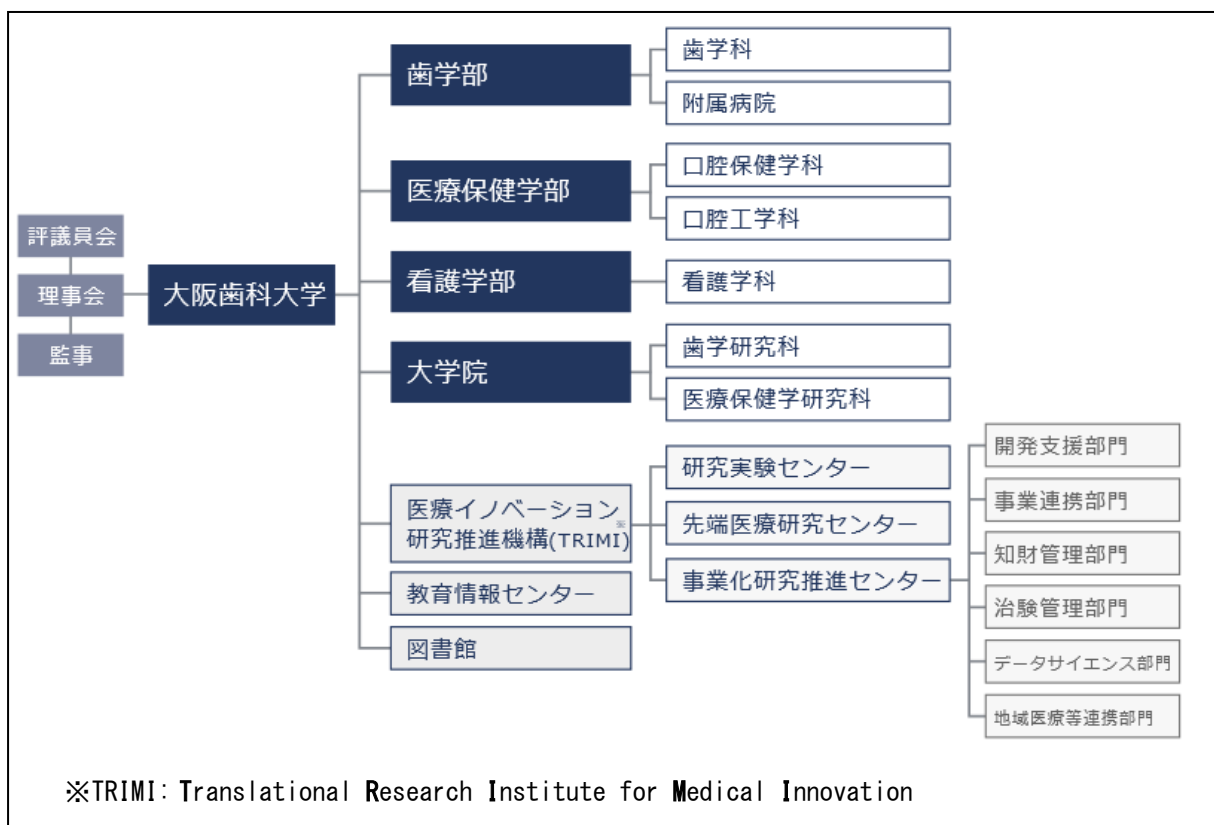 評議員会
理事会
監事
大阪歯科大学
歯学部
歯学科
附属病院
医療保健学部
口腔保健学科
口腔工学科
看護学部
看護学科
大学院
歯学研究科
医療保健学研究科
医療イノベーション
研究推進機構(TRIMI)※
研究実験センター
先端医療研究センター
事業化研究推進センター
開発支援部門
事業連携部門
知財管理部門
治験管理部門
データサイエンス部門
地域医療等連携部門
教育情報センター
図書館
※TRIMI: Translational Research Institute for Medical Innovation